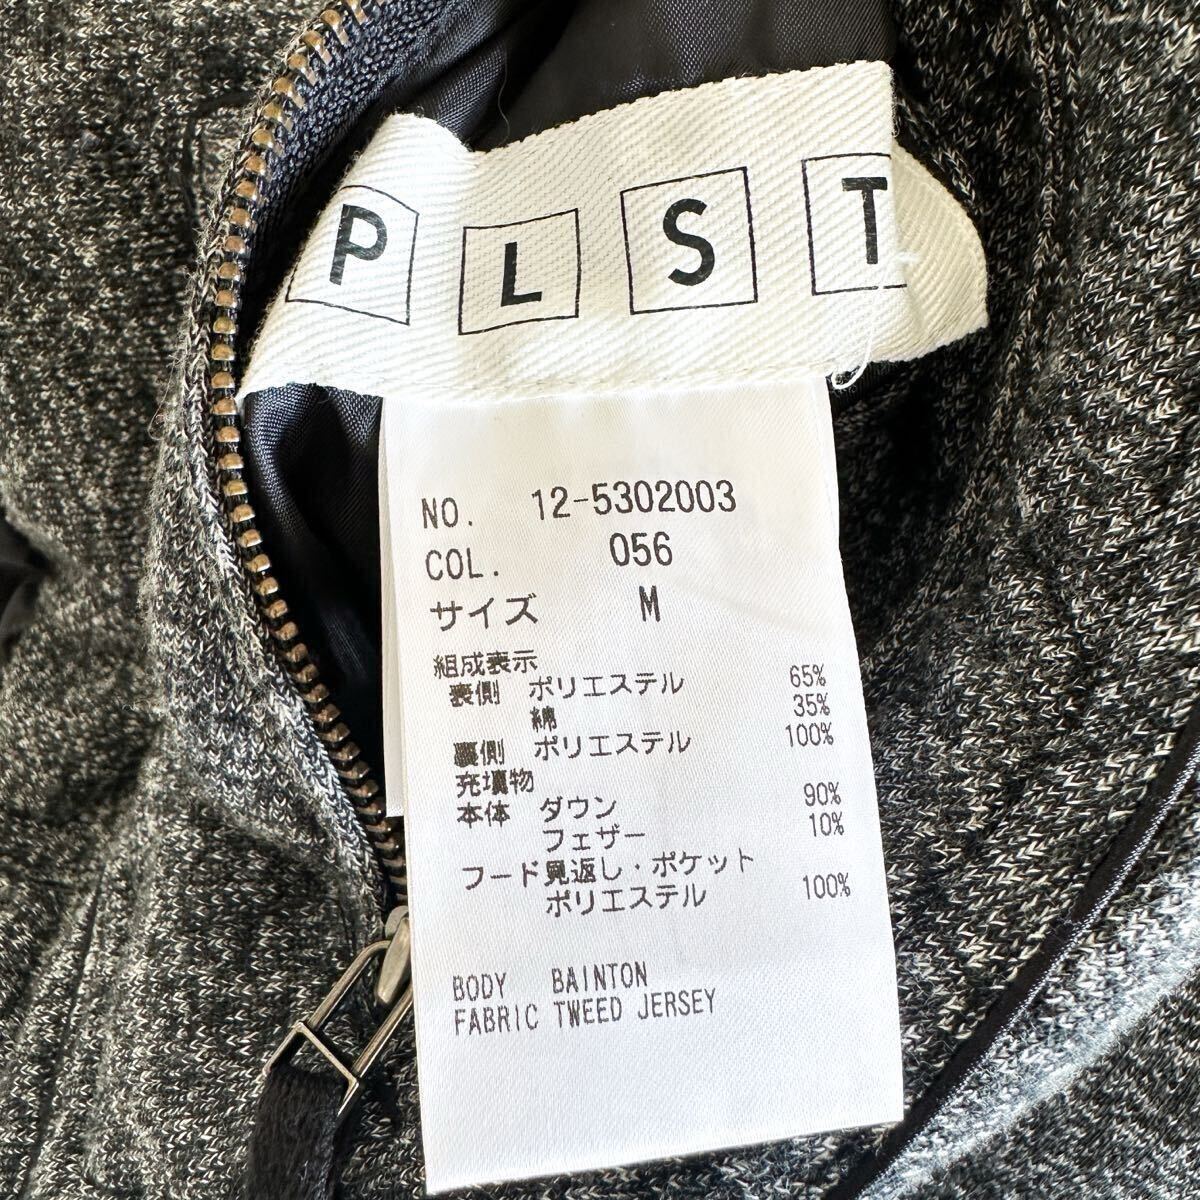 P L S T
NO. 12-5302003
COL. 056
サイズ M
組成表示
表側 ポリエステル 65%
綿 35%
裏側 ポリエステル 100%
充填物
本体 ダウン 90%
フェザー 10%
フード見返し・ポケット
ポリエステル 100%
BODY BAINTON
FABRIC TWEED JERSEY